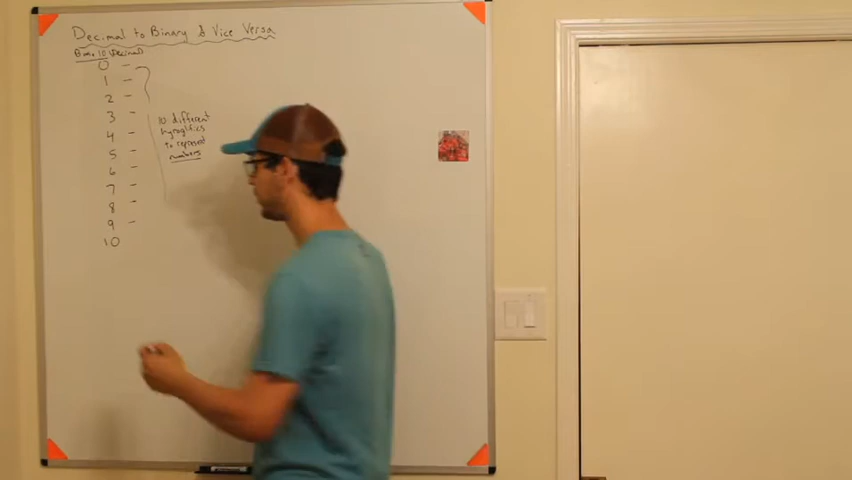 Decimal to Binary & Vice Versa
Base 10 (Decimal)
0 -
1 -
2 -
3 -
4 -
5 -
6 -
7 -
8 -
9 -
10
10 different
hyroglifics
to represent
numbers